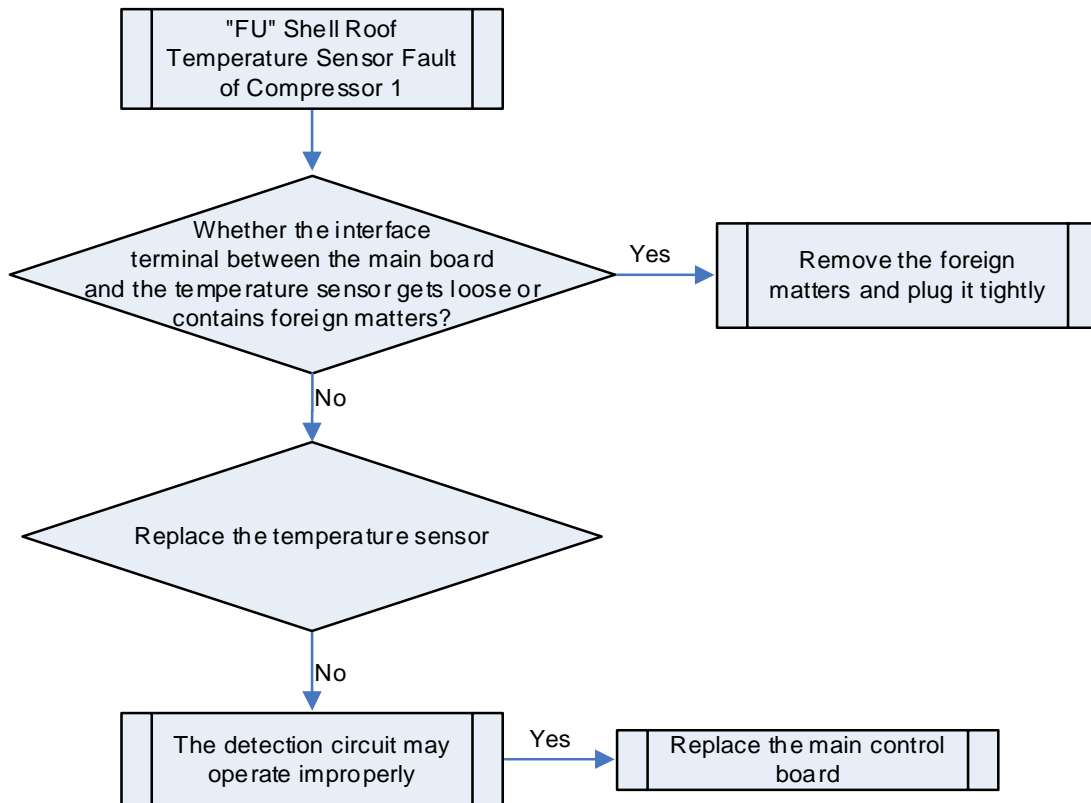 "FU" Shell Roof
Temperature Sensor Fault
of Compressor 1
Whether the interface
terminal between the main board
and the temperature sensor gets loose or
contains foreign matters?
Yes
Remove the foreign
matters and plug it tightly
No
Replace the temperature sensor
No
The detection circuit may
operate improperly
Yes
Replace the main control
board